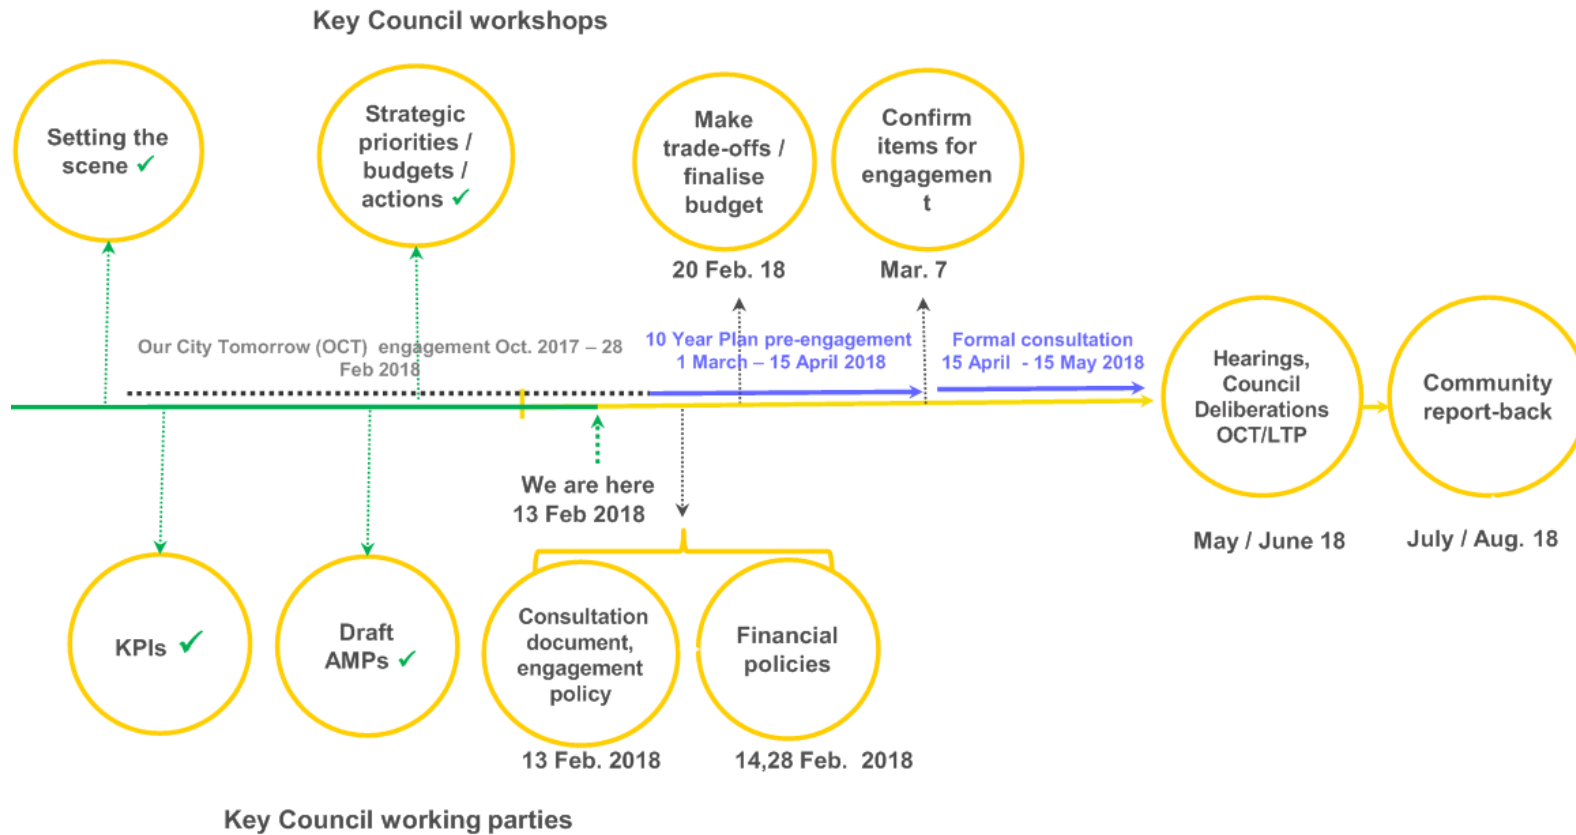 Key Council workshops
Setting the
scene ✓
Strategic
priorities /
budgets /
actions ✓
Make
trade-offs /
finalise
budget
Confirm
items for
engagemen
t
20 Feb. 18
Mar. 7
Our City Tomorrow (OCT) engagement Oct. 2017 – 28
Feb 2018
10 Year Plan pre-engagement
1 March – 15 April 2018
Formal consultation
15 April - 15 May 2018
Hearings,
Council
Deliberations
OCT/LTP
Community
report-back
We are here
13 Feb 2018
May / June 18
July / Aug. 18
KPIs ✓
Draft
AMPs ✓
Consultation
document,
engagement
policy
Financial
policies
13 Feb. 2018
14,28 Feb. 2018
Key Council working parties